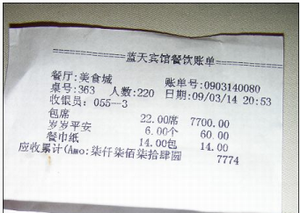 蓝天宾馆餐饮账单
餐厅:美食城 账单号:0903140080
桌号:363 人数:220 日期:09/03/14 20:53
收银员:055—3
包席 22.00席 7700.00
岁岁平安 6.00个 60.00
餐巾纸 14.00包 14.00
应收累计(Amo:柒仟柒佰柒拾肆圆 7774